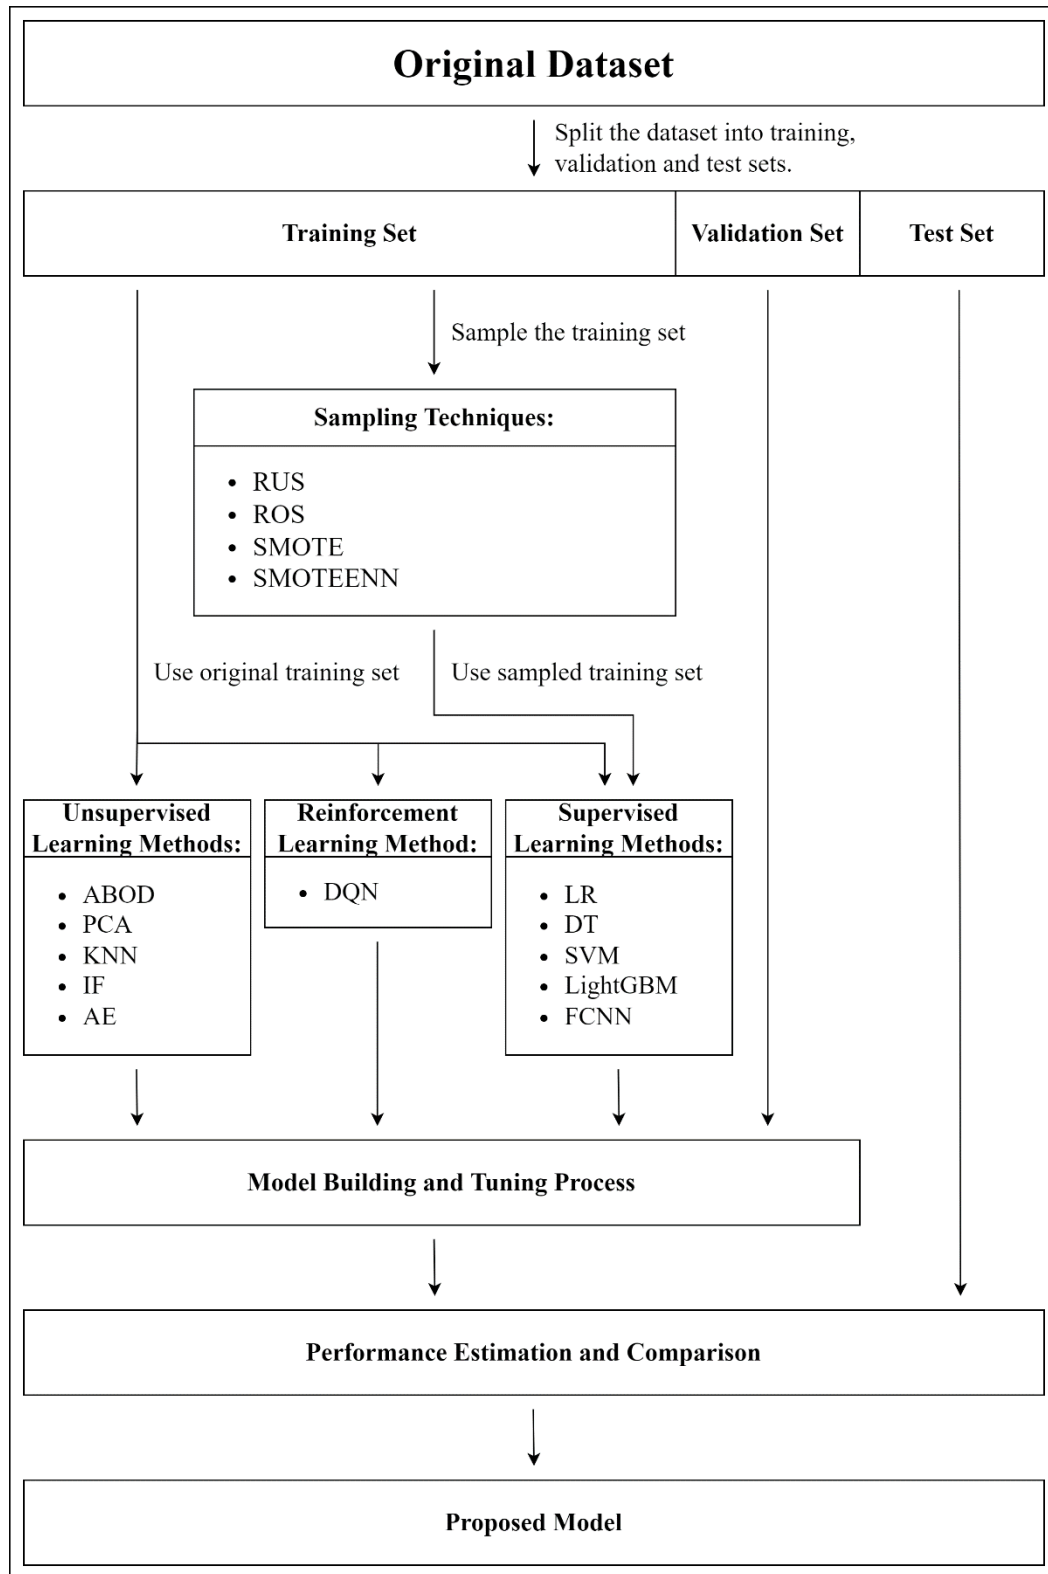 Original Dataset
Split the dataset into training,
validation and test sets.
Training Set
Validation Set
Test Set
Sample the training set
Sampling Techniques:
• RUS
• ROS
• SMOTE
• SMOTEENN
Use original training set
Use sampled training set
Unsupervised
Learning Methods:
• ABOD
• PCA
• KNN
• IF
• AE
Reinforcement
Learning Method:
• DQN
Supervised
Learning Methods:
• LR
• DT
• SVM
• LightGBM
• FCNN
Model Building and Tuning Process
Performance Estimation and Comparison
Proposed Model